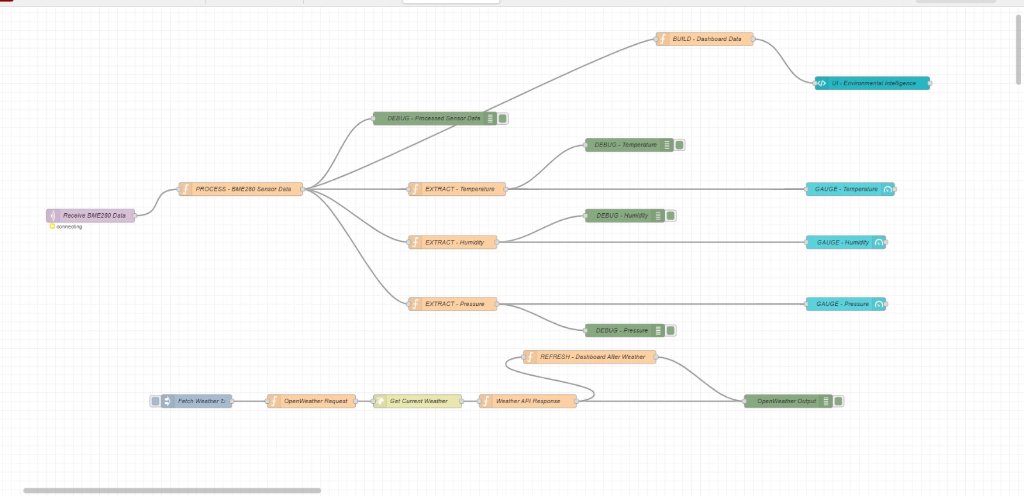 BUILD - Dashboard Data
UI - Environmental Intelligence
DEBUG - Processed Sensor Data
DEBUG - Temperature
PROCESS - BME280 Sensor Data
EXTRACT - Temperature
GAUGE - Temperature
Receive BME280 Data
connecting
DEBUG - Humidity
EXTRACT - Humidity
GAUGE - Humidity
EXTRACT - Pressure
GAUGE - Pressure
DEBUG - Pressure
REFRESH - Dashboard After Weather
Fetch Weather ↻
OpenWeather Request
Get Current Weather
Weather API Response
OpenWeather Output